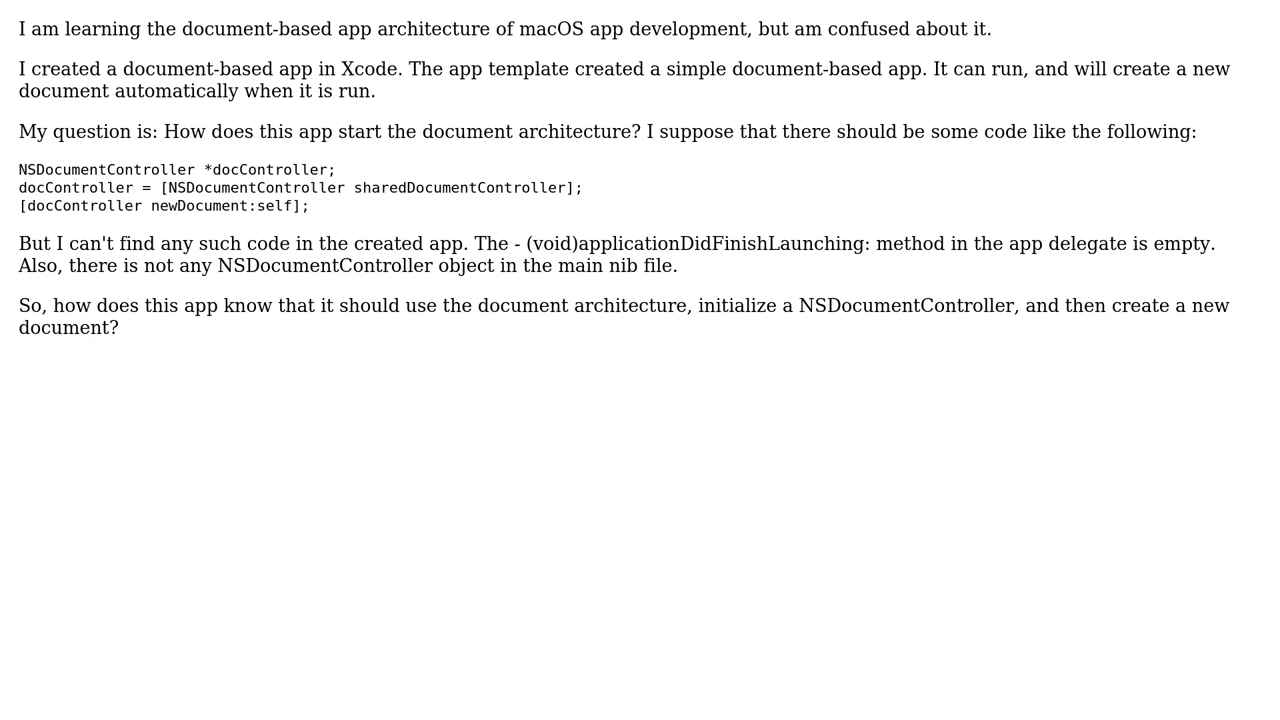 I am learning the document-based app architecture of macOS app development, but am confused about it.
I created a document-based app in Xcode. The app template created a simple document-based app. It can run, and will create a new
document automatically when it is run.
My question is: How does this app start the document architecture? I suppose that there should be some code like the following:
NSDocumentController *docController;
docController = [NSDocumentController sharedDocumentController];
[docController newDocument:self];
But I can't find any such code in the created app. The - (void)applicationDidFinishLaunching: method in the app delegate is empty.
Also, there is not any NSDocumentController object in the main nib file.
So, how does this app know that it should use the document architecture, initialize a NSDocumentController, and then create a new
document?